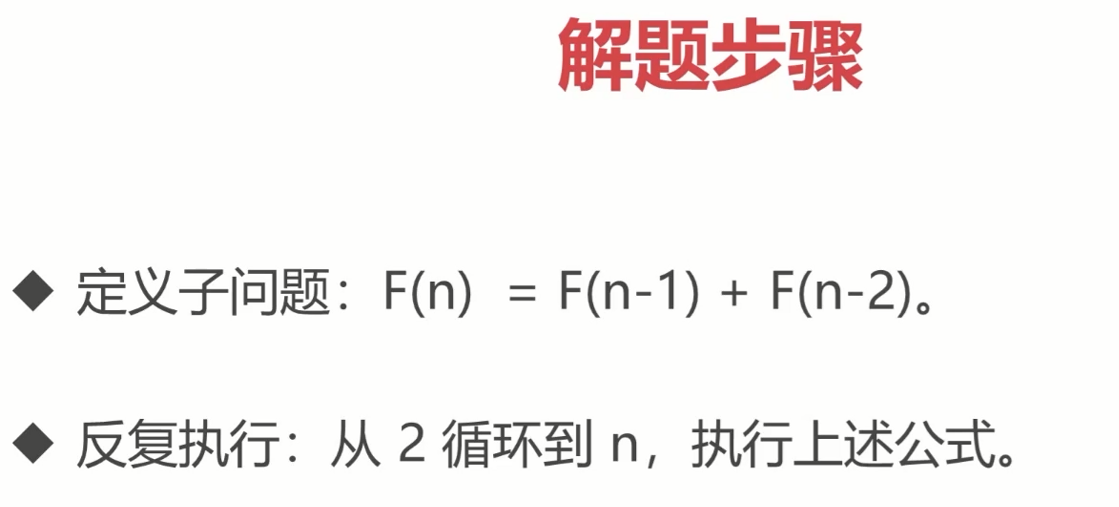 解题步骤
◆ 定义子问题：F(n) = F(n-1) + F(n-2)。
◆ 反复执行：从 2 循环到 n，执行上述公式。